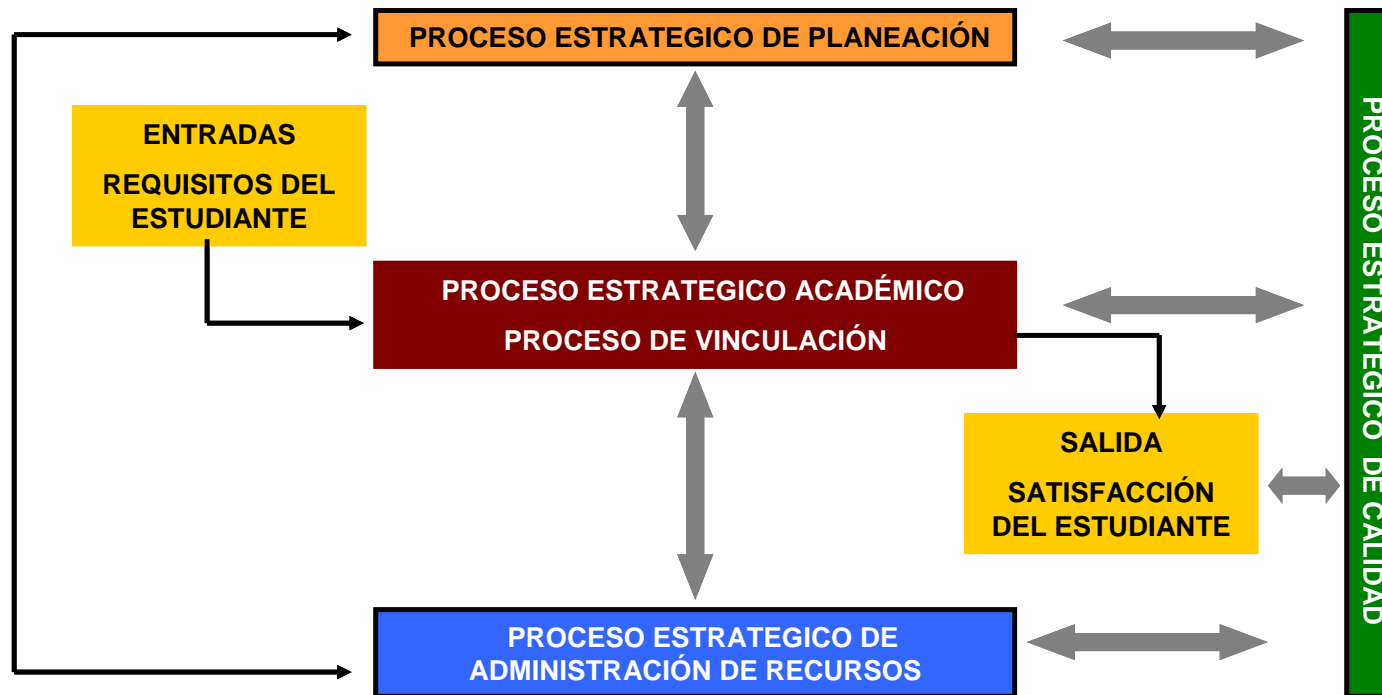 PROCESO ESTRATEGICO DE PLANEACIÓN
ENTRADAS
REQUISITOS DEL
ESTUDIANTE
PROCESO ESTRATEGICO ACADÉMICO
PROCESO DE VINCULACIÓN
SALIDA
SATISFACCIÓN
DEL ESTUDIANTE
PROCESO ESTRATEGICO DE
ADMINISTRACIÓN DE RECURSOS
PROCESO ESTRATEGICO DE CALIDAD